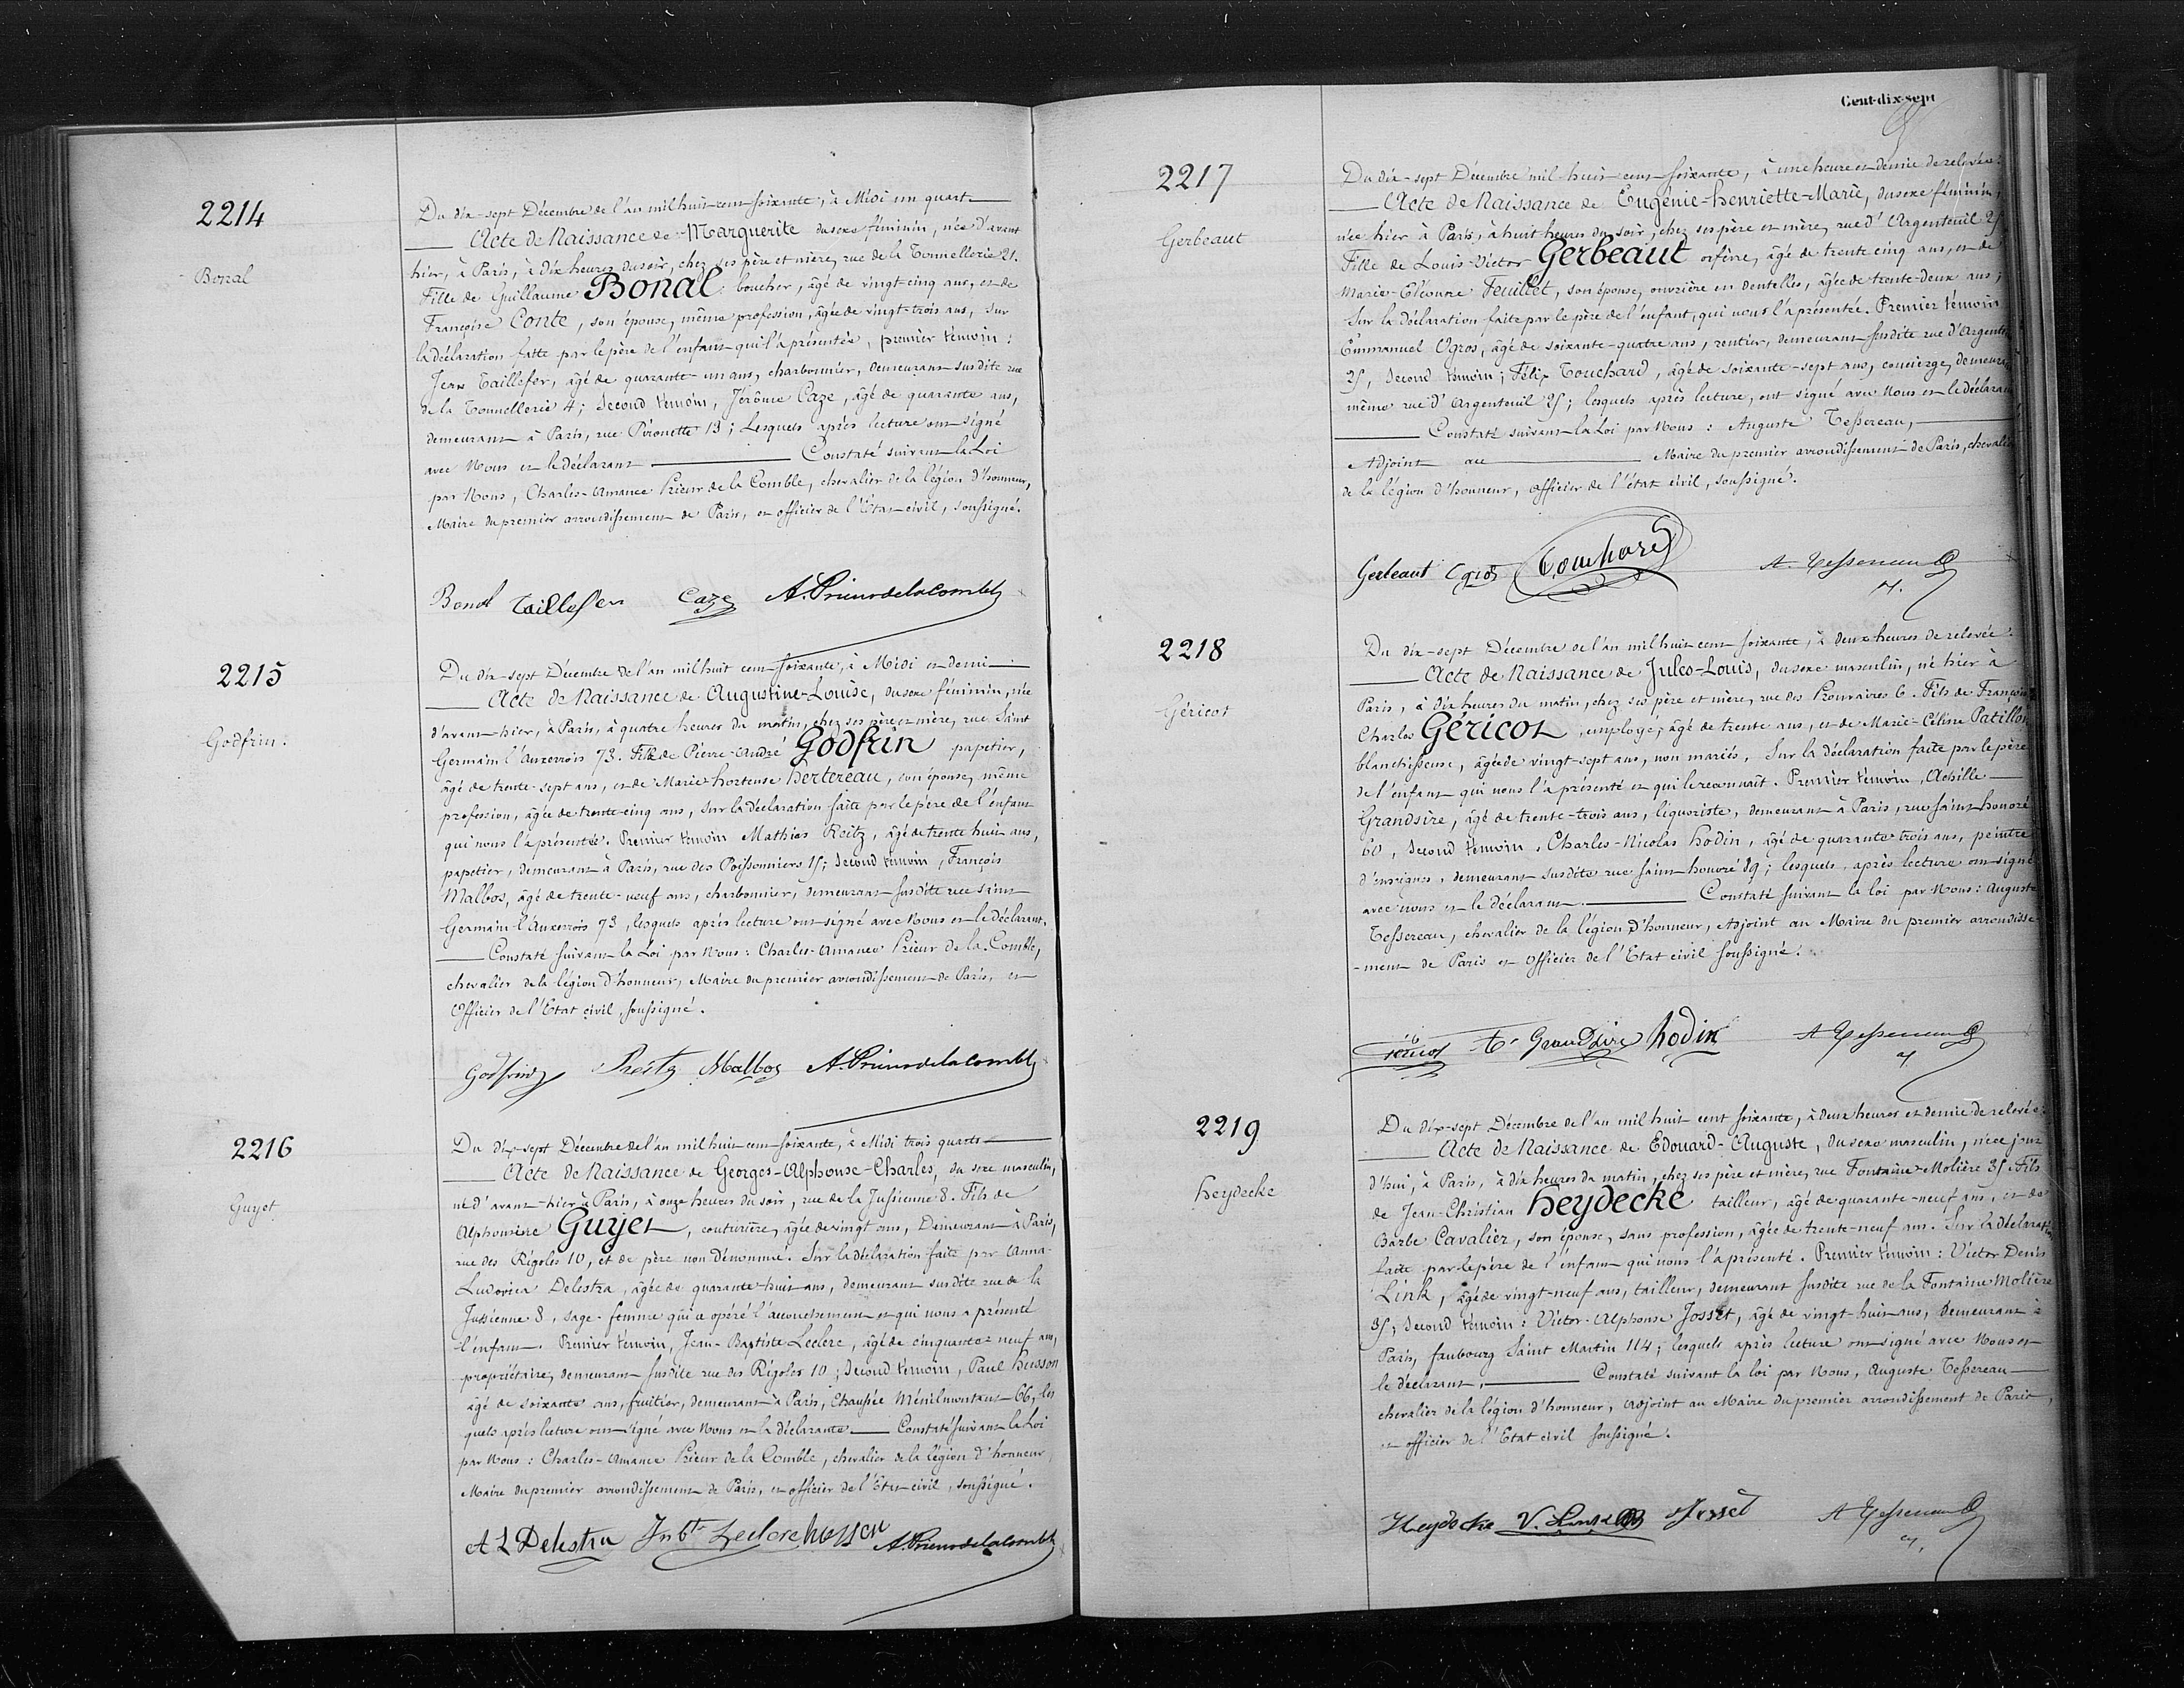 2214
Bonal
Du dix-sept Décembre de l'an mil huit cent soixante, à Midi un quart
Acte de Naissance de Marguerite du sexe féminin, née d'avant
hier, à Paris, à dix heures du soir, chez ses père et mère, rue de la Tonnellerie 21.
Fille de Guillaume Bonal, boucher, âgé de vingt-cinq ans, et de
Françoise Conte, son épouse, même profession, âgée de vingt-trois ans, sur
la déclaration faite par le père de l'enfant qui l'a présentée, premier témoin:
Jean Taillefer, âgé de quarante-un ans, charbonnier, demeurant susdite rue
de la Tonnellerie 4; Second témoin, Jérôme Caze, âgé de quarante ans,
demeurant à Paris, rue Pirouette 13; Lesquels après lecture ont signé
avec Nous et le déclarant Constaté suivant la Loi
par Nous, Charles-Amance Prieur de la Comble, chevalier de la légion d'honneur,
Maire du premier arrondissement de Paris, et officier de l'Etat-civil, soussigné.
Bonal Taillefer Caze A. Prieur de la Comble
2215
Godfrin.
Du dix-sept Décembre de l'an mil huit cent soixante, à Midi et demi
Acte de Naissance de Augustine-Louise, du sexe féminin, née
d'avant-hier, à Paris, à quatre heures du matin, chez ses père et mère, rue Saint
Germain l'Auxerrois 73. Fille de Pierre-André Godfrin papetier,
âgé de trente-sept ans, et de Marie-hortense hertereau, son épouse, même
profession, âgée de trente-cinq ans, sur la déclaration faite par le père de l'enfant
qui nous l'a présentée. Premier témoin Mathias Reitz, âgé de trente huit ans,
papetier, demeurant à Paris, rue des Poissonniers 15; Second témoin, François
Malbos, âgé de trente-neuf ans, charbonnier, demeurant susdite rue saint
Germain-l'Auxerrois 73, lesquels après lecture ont signé avec Nous et le déclarant.
Constaté suivant la Loi par Nous: Charles-Amance Prieur de la Comble,
chevalier de la légion d'honneur, Maire du premier arrondissement de Paris, et
Officier de l'Etat civil, soussigné.
Godfrin Reitz Malbos A. Prieur de la Comble
2216
Guyet
Du dix-sept Décembre de l'an mil huit cent soixante, à Midi trois quarts
Acte de Naissance de Georges-Alphonse-Charles, du sexe masculin,
né d'avant-hier à Paris, à onze heures du soir, rue de la Jussienne 8. Fils de
Alphonsine Guyet, couturière, âgée de vingt ans, Demeurant à Paris,
rue des Rigoles 10, et de père non dénommé. Sur la déclaration faite par Anna-
Ludovica Delestra, âgée de quarante-huit ans, demeurant susdite rue de la
Jussienne 8, sage-femme qui a opéré l'accouchement et qui nous a présenté
l'enfant. Premier témoin, Jean-Baptiste Leclerc, âgé de cinquante-neuf ans,
propriétaire, demeurant susdite rue des Rigoles 10; Second témoin, Paul husson
âgé de soixante ans, fruitier, demeurant à Paris, Chaussée Ménilmontant 66, les
quels après lecture ont signé avec Nous et la déclarante. Constaté suivant la Loi
par Nous: Charles-Amance Prieur de la Comble, chevalier de la légion d'honneur,
Maire du premier arrondissement de Paris, et officier de l'Etat-civil, soussigné.
A L Delestra Jn Bte Leclerc husson A. Prieur de la Comble
Cent-dix-sept
2217
Gerbeaut
Du dix-sept Décembre mil-huit-cent-soixante, à une heure et demie de relevée:
Acte de Naissance de Eugénie-henriette-Marie, du sexe féminin,
née hier à Paris, à huit heures du soir, chez ses père et mère, rue d'Argenteuil 25
Fille de Louis-Victor Gerbeaut orfèvre, âgé de trente cinq ans, et de
Marie-Eléonore Feuillet, son épouse, ouvrière en dentelles, âgée de trente-deux ans;
Sur la déclaration faite par le père de l'enfant, qui nous l'a présentée. Premier témoin
Emmanuel Ogros, âgé de soixante-quatre ans, rentier, demeurant susdite rue d'Argente
25, Second témoin; Félix Touchard, âgé de soixante-sept ans, concierge, demeurant
même rue d'Argenteuil 25; lesquels après lecture, ont signé avec Nous et le déclarant
Constaté suivant la Loi par Nous: Auguste Tessereau,
Adjoint au Maire du premier arrondissement de Paris, chevalier
de la légion d'honneur, officier de l'état civil, soussigné.
Gerbeaut Ogros Touchard A. Tessereau
2218
Géricot
Du dix-sept Décembre de l'an mil huit cent soixante, à deux heures de relevée.
Acte de Naissance de Jules-Louis, du sexe masculin, né hier à
Paris, à dix heures du matin, chez ses père et mère, rue des Prouvaires 6. Fils de François
Charles Géricot, employé, âgé de trente ans, et de Marie-Céline Patillon
blanchisseuse, âgée de vingt-sept ans, non mariés, Sur la déclaration faite par le père
de l'enfant qui nous l'a présenté et qui le reconnaît. Premier témoin, Achille
Grandsire, âgé de trente-trois ans, liquoriste, demeurant à Paris, rue saint honoré
60, Second témoin, Charles-Nicolas hodin, âgé de quarante trois ans, peintre
d'enseignes, demeurant susdite rue saint honoré 89; lesquels, après lecture ont signé
avec nous et le déclarant. Constaté suivant la loi par Nous: Auguste
Tessereau, chevalier de la légion d'honneur, Adjoint au Maire du premier arrondisse-
-ment de Paris et Officier de l'Etat civil soussigné.
Géricot Grandsire hodin A Tessereau
2219
heydecke
Du dix-sept Décembre de l'an mil huit cent soixante, à deux heures et demie de relevée.
Acte de Naissance de Edouard-Auguste, du sexe masculin, né ce jour
d'hui, à Paris, à dix heures du matin, chez ses père et mère, rue Fontaine-Molière 35. Fils
de Jean-Christian heydecke tailleur, âgé de quarante-neuf ans, et de
Barbe Cavalier, son épouse, sans profession, âgée de trente-neuf ans. Sur la déclaration
faite par le père de l'enfant qui nous l'a présenté. Premier témoin: Victor Denis
Link, âgé de vingt-neuf ans, tailleur, demeurant susdite rue de la Fontaine Molière
35; Second témoin: Victor-Alphonse Josset, âgé de vingt-huit ans, demeurant à
Paris, faubourg Saint Martin 114; lesquels après lecture ont signé avec Nous et
le déclarant. Constaté suivant la loi par Nous, Auguste Tessereau
chevalier de la légion d'honneur, adjoint au Maire du premier arrondissement de Paris,
et officier de l'Etat civil soussigné.
Heydecke V. Link Josset A Tessereau